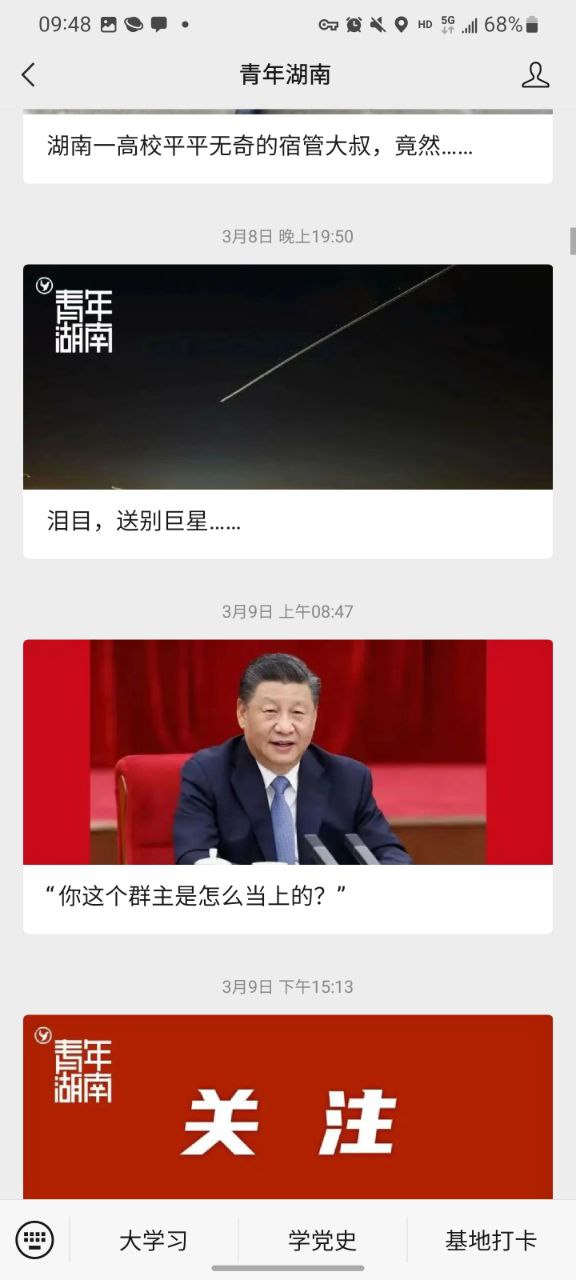 09:48
HD 5G 68%
青年湖南
湖南一高校平平无奇的宿管大叔，竟然……
3月8日 晚上19:50
青年
湖南
泪目，送别巨星……
3月9日 上午08:47
“你这个群主是怎么当上的？”
3月9日 下午15:13
青年
湖南
关 注
大学习
学党史
基地打卡